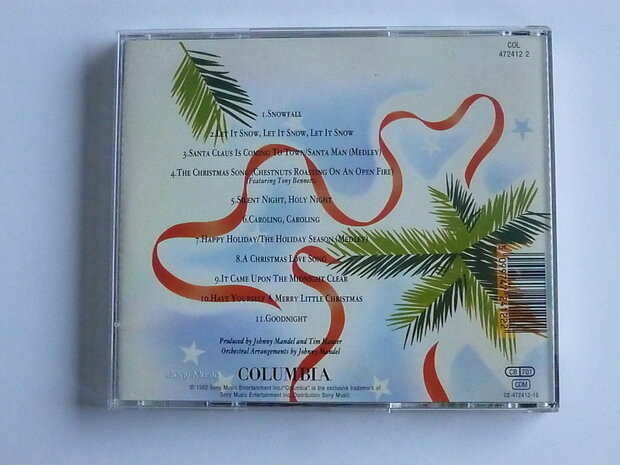 COL
472412 2
1.Snowfall
2.Let It Snow, Let It Snow, Let It Snow
3.Santa Claus Is Coming To Town/Santa Man (Medley)
4.The Christmas Song (Chestnuts Roasting On An Open Fire)
(Featuring Tony Bennett)
5.Silent Night, Holy Night
6.Caroling, Caroling
7.Happy Holiday/The Holiday Season (Medley)
8.A Christmas Love Song
9.It Came Upon The Midnight Clear
10.Have Yourself A Merry Little Christmas
11.Goodnight
Produced by Johnny Mandel and Tim Hauser
Orchestral Arrangements by Johnny Mandel
Sony Music
COLUMBIA
© 1992 Sony Music Entertainment Inc./"Columbia" is the exclusive trademark of
Sony Music Entertainment Inc./Distribution Sony Music
CB 701
CDM
02-472412-10